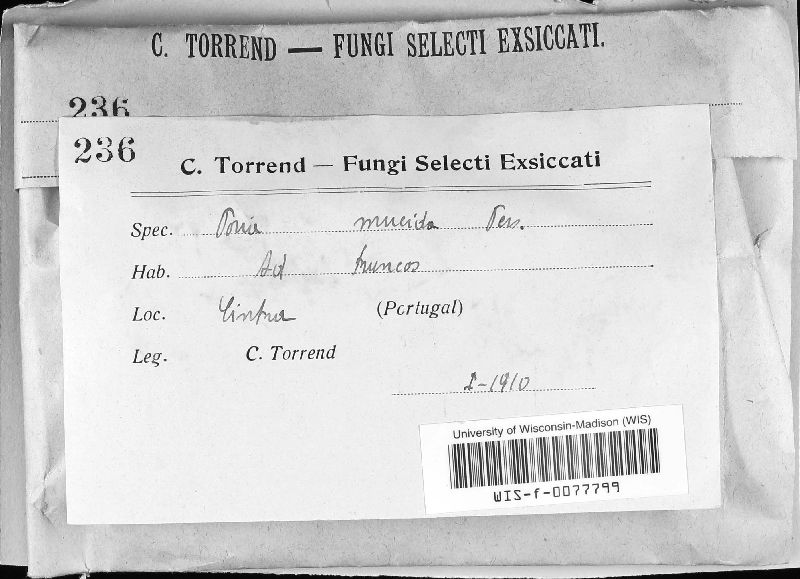 C. TORREND — FUNGI SELECTI EXSICCATI.
236
236
C. Torrend — Fungi Selecti Exsiccati
Spec. Poria mucida Pers.
Hab. Ad truncos
Loc. Cintra (Portugal)
Leg. C. Torrend
I-1910
University of Wisconsin-Madison (WIS)
WIS-f-0077799